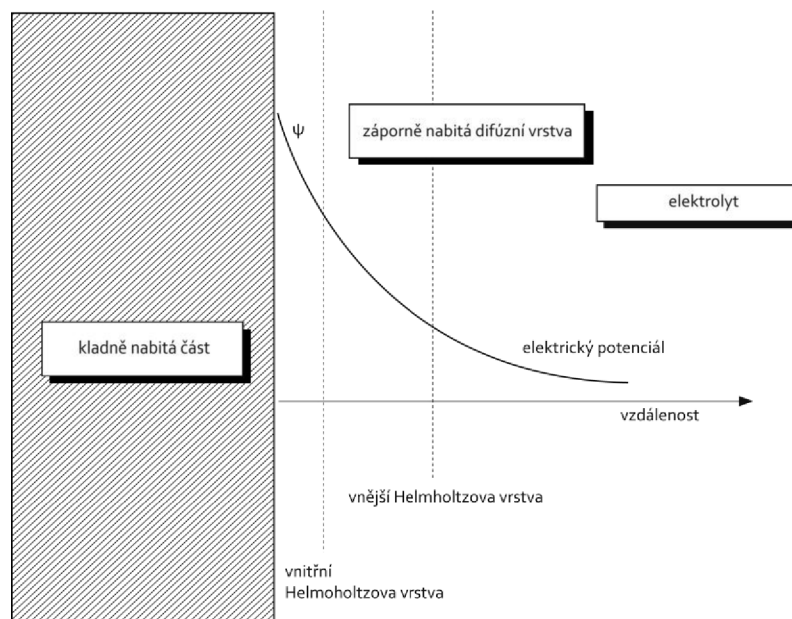 ψ
záporně nabitá difúzní vrstva
elektrolyt
kladně nabitá část
elektrický potenciál
vzdálenost
vnější Helmholtzova vrstva
vnitřní
Helmoholtzova vrstva